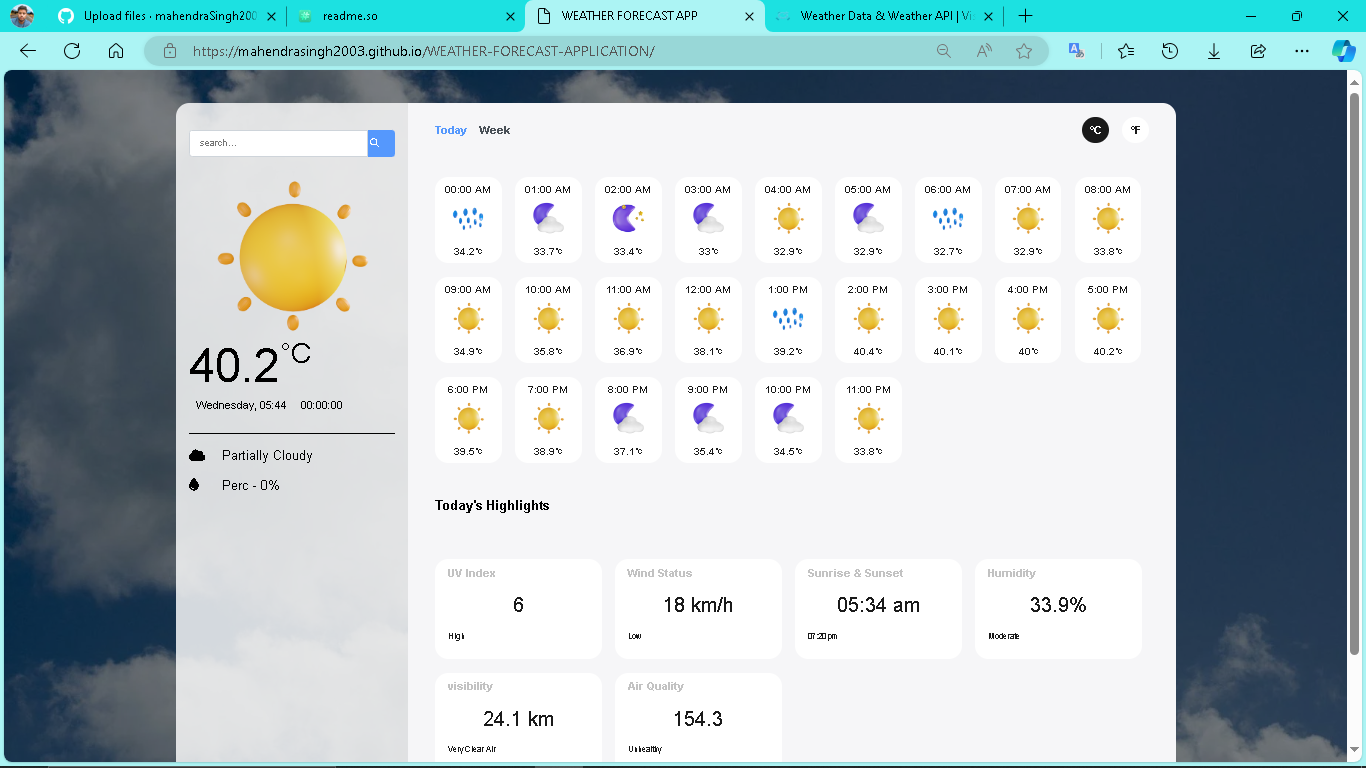 Upload files · mahendraSingh200
readme.so
WEATHER FORECAST APP
Weather Data & Weather API | Vis
https://mahendrasingh2003.github.io/WEATHER-FORECAST-APPLICATION/
search...
40.2°C
Wednesday, 05:44 00:00:00
Partially Cloudy
Perc - 0%
Today Week
°C °F
00:00 AM 01:00 AM 02:00 AM 03:00 AM 04:00 AM 05:00 AM 06:00 AM 07:00 AM 08:00 AM
34.2°c 33.7°c 33.4°c 33°c 32.9°c 32.9°c 32.7°c 32.9°c 33.8°c
09:00 AM 10:00 AM 11:00 AM 12:00 AM 1:00 PM 2:00 PM 3:00 PM 4:00 PM 5:00 PM
34.9°c 35.8°c 36.9°c 38.1°c 39.2°c 40.4°c 40.1°c 40°c 40.2°c
6:00 PM 7:00 PM 8:00 PM 9:00 PM 10:00 PM 11:00 PM
39.5°c 38.9°c 37.1°c 35.4°c 34.5°c 33.8°c
Today's Highlights
UV Index Wind Status Sunrise & Sunset Humidity
6 18 km/h 05:34 am 33.9%
High Low 07:20 pm Moderate
visibility Air Quality
24.1 km 154.3
Very Clear Air Unhealthy